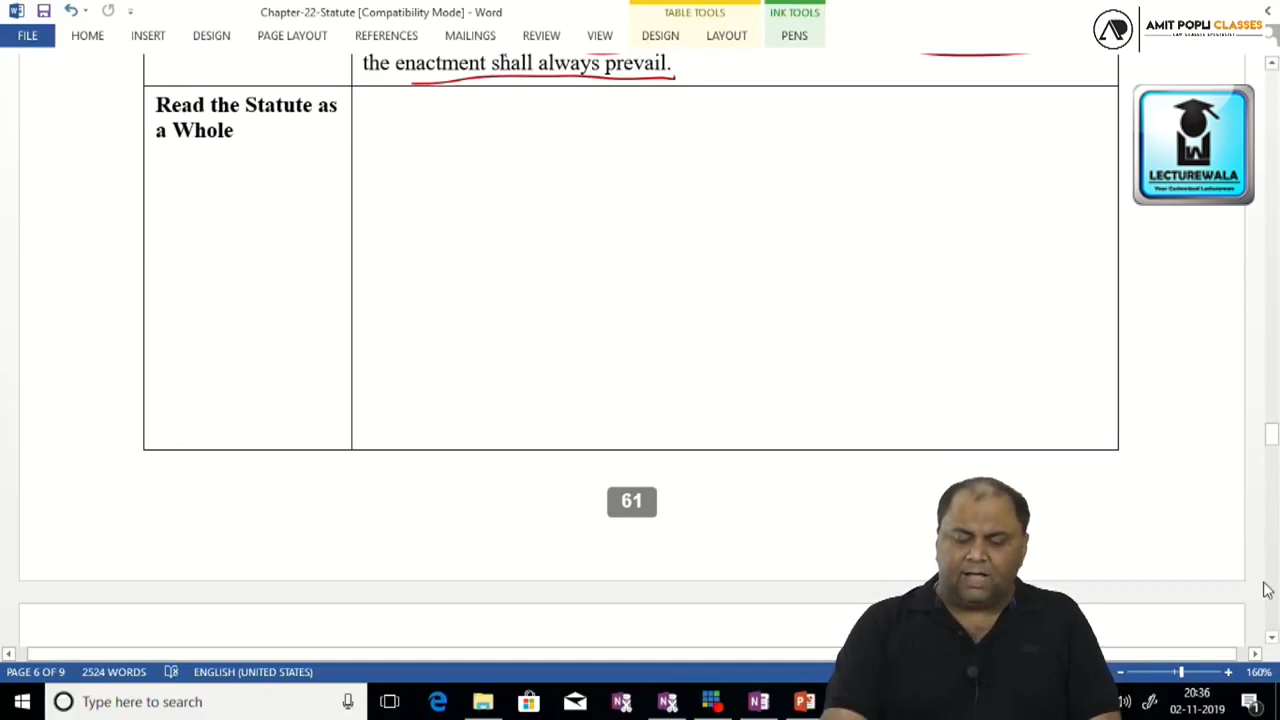 Chapter-22-Statute [Compatibility Mode] - Word
TABLE TOOLS
INK TOOLS
FILE
HOME
INSERT
DESIGN
PAGE LAYOUT
REFERENCES
MAILINGS
REVIEW
VIEW
DESIGN
LAYOUT
PENS
AMIT POPLI CLASSES
the enactment shall always prevail.
Read the Statute as
a Whole
LECTUREWALA
61
PAGE 6 OF 9
2524 WORDS
ENGLISH (UNITED STATES)
160%
Type here to search
20:36
02-11-2019